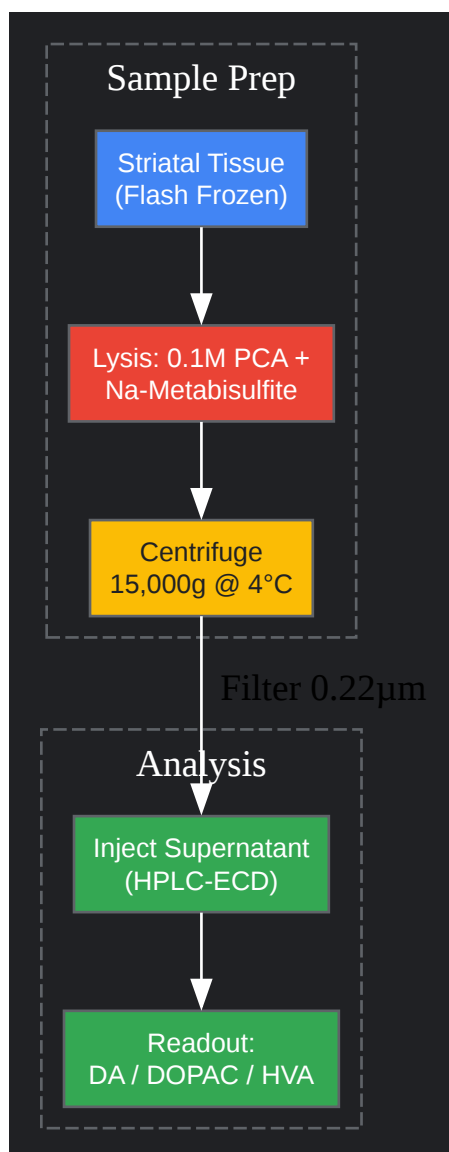 Sample Prep
Striatal Tissue
(Flash Frozen)
Lysis: 0.1M PCA +
Na-Metabisulfite
Centrifuge
15,000g @ 4°C
Filter 0.22µm
Analysis
Inject Supernatant
(HPLC-ECD)
Readout:
DA / DOPAC / HVA